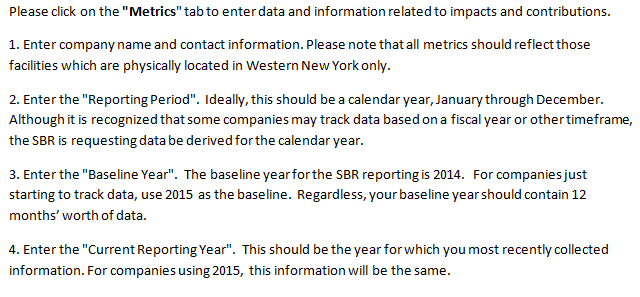 Please click on the "Metrics" tab to enter data and information related to impacts and contributions.
1. Enter company name and contact information. Please note that all metrics should reflect those
facilities which are physically located in Western New York only.
2. Enter the "Reporting Period".  Ideally, this should be a calendar year, January through December.
Although it is recognized that some companies may track data based on a fiscal year or other timeframe,
the SBR is requesting data be derived for the calendar year.
3. Enter the "Baseline Year".  The baseline year for the SBR reporting is 2014.  For companies just
starting to track data, use 2015 as the baseline.  Regardless, your baseline year should contain 12
months’ worth of data.
4. Enter the "Current Reporting Year".  This should be the year for which you most recently collected
information. For companies using 2015,  this information will be the same.